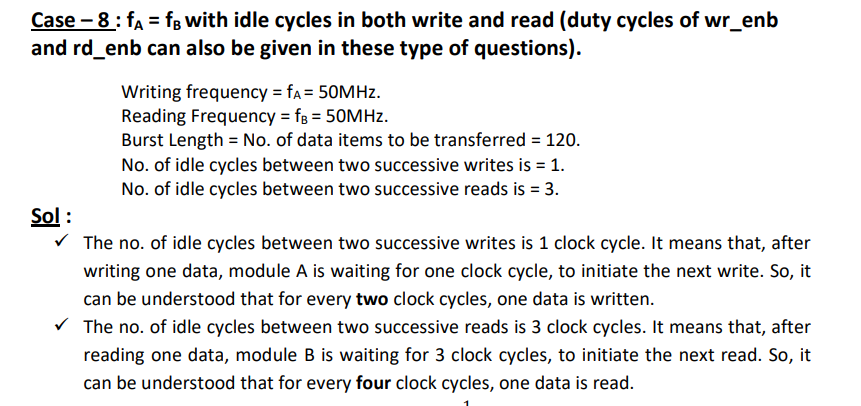 Case – 8 : fA = fB with idle cycles in both write and read (duty cycles of wr_enb
and rd_enb can also be given in these type of questions).
Writing frequency = fA = 50MHz.
Reading Frequency = fB = 50MHz.
Burst Length = No. of data items to be transferred = 120.
No. of idle cycles between two successive writes is = 1.
No. of idle cycles between two successive reads is = 3.
Sol :
✓ The no. of idle cycles between two successive writes is 1 clock cycle. It means that, after
writing one data, module A is waiting for one clock cycle, to initiate the next write. So, it
can be understood that for every two clock cycles, one data is written.
✓ The no. of idle cycles between two successive reads is 3 clock cycles. It means that, after
reading one data, module B is waiting for 3 clock cycles, to initiate the next read. So, it
can be understood that for every four clock cycles, one data is read.